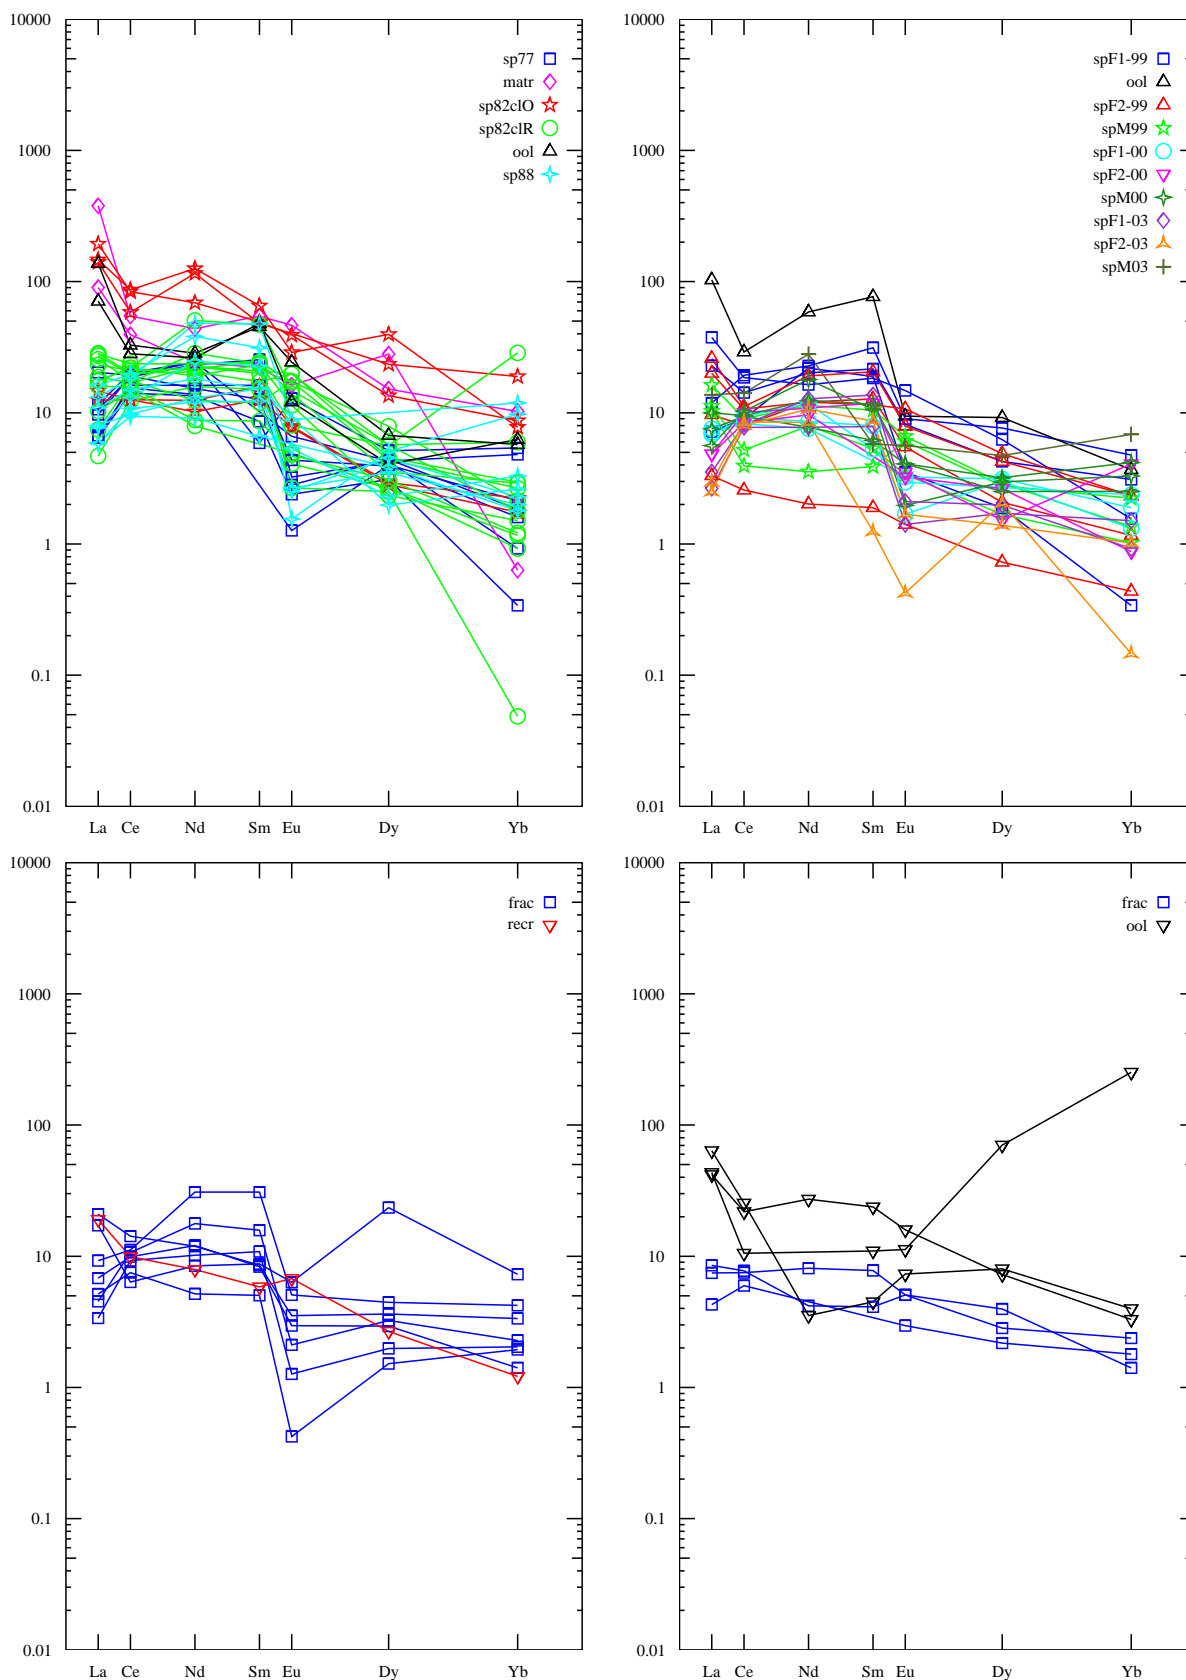 10000
1000
100
10
1
0.1
0.01
La Ce Nd Sm Eu Dy Yb
sp77
matr
sp82clO
sp82clR
ool
sp88
10000
1000
100
10
1
0.1
0.01
La Ce Nd Sm Eu Dy Yb
spF1-99
ool
spF2-99
spM99
spF1-00
spF2-00
spM00
spF1-03
spF2-03
spM03
10000
1000
100
10
1
0.1
0.01
La Ce Nd Sm Eu Dy Yb
frac
recr
10000
1000
100
10
1
0.1
0.01
La Ce Nd Sm Eu Dy Yb
frac
ool